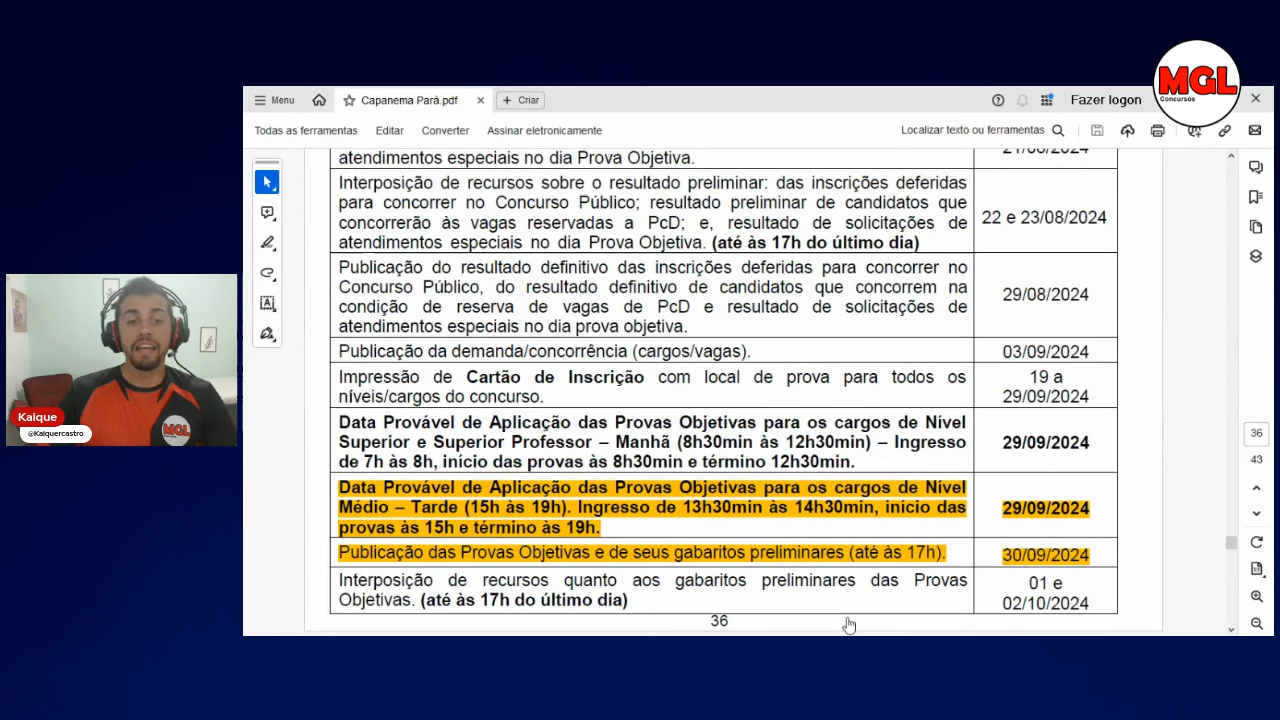 MGL
Concursos
Menu
Capanema Pará.pdf
Criar
Fazer logon
Todas as ferramentas
Editar
Converter
Assinar eletronicamente
Localizar texto ou ferramentas
atendimentos especiais no dia Prova Objetiva.
21/08/2024
Interposição de recursos sobre o resultado preliminar: das inscrições deferidas
para concorrer no Concurso Público; resultado preliminar de candidatos que
concorrerão às vagas reservadas a PcD; e, resultado de solicitações de
atendimentos especiais no dia Prova Objetiva. (até às 17h do último dia)
22 e 23/08/2024
Publicação do resultado definitivo das inscrições deferidas para concorrer no
Concurso Público, do resultado definitivo de candidatos que concorrem na
condição de reserva de vagas de PcD e resultado de solicitações de
atendimentos especiais no dia prova objetiva.
29/08/2024
Publicação da demanda/concorrência (cargos/vagas).
03/09/2024
Impressão de Cartão de Inscrição com local de prova para todos os
níveis/cargos do concurso.
19 a
29/09/2024
Data Provável de Aplicação das Provas Objetivas para os cargos de Nível
Superior e Superior Professor – Manhã (8h30min às 12h30min) – Ingresso
de 7h às 8h, início das provas às 8h30min e término 12h30min.
29/09/2024
Data Provável de Aplicação das Provas Objetivas para os cargos de Nível
Médio – Tarde (15h às 19h). Ingresso de 13h30min às 14h30min, início das
provas às 15h e término às 19h.
29/09/2024
Publicação das Provas Objetivas e de seus gabaritos preliminares (até às 17h).
30/09/2024
Interposição de recursos quanto aos gabaritos preliminares das Provas
Objetivas. (até às 17h do último dia)
01 e
02/10/2024
36
36
43
Kaique
@Kaiquercastro
MGL